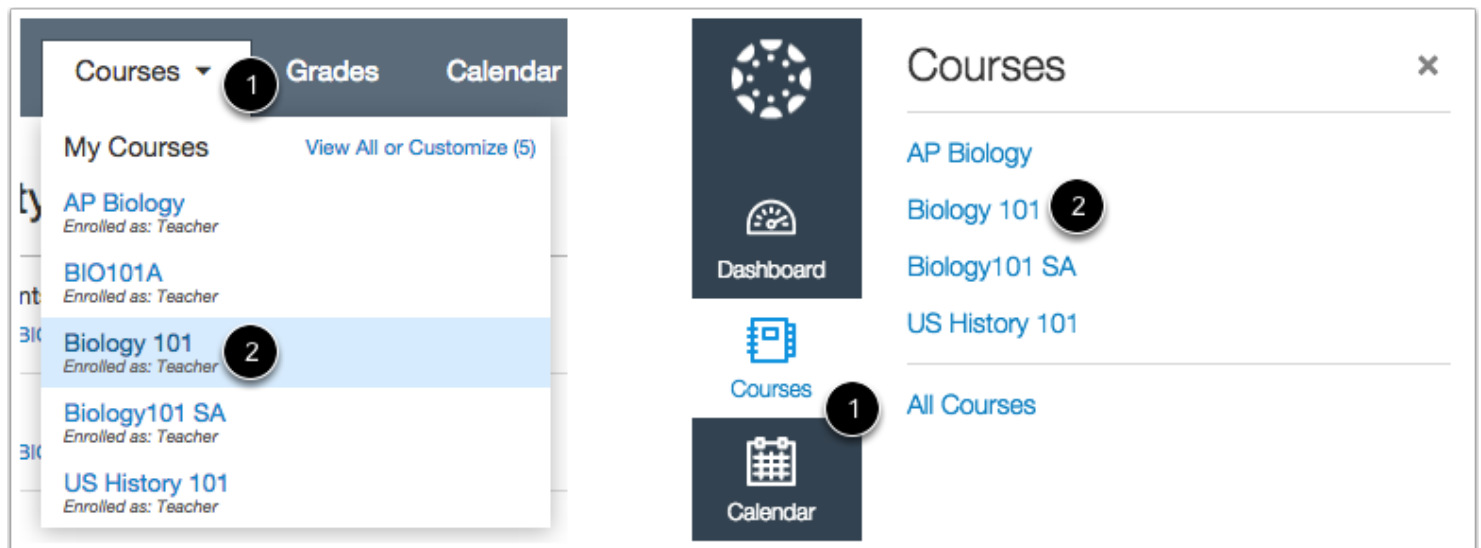 Courses
1
Grades
Calendar
My Courses
View All or Customize (5)
AP Biology
Enrolled as: Teacher
BIO101A
Enrolled as: Teacher
Biology 101
Enrolled as: Teacher
2
Biology101 SA
Enrolled as: Teacher
US History 101
Enrolled as: Teacher
Dashboard
Courses
1
Calendar
Courses
×
AP Biology
Biology 101
2
Biology101 SA
US History 101
All Courses